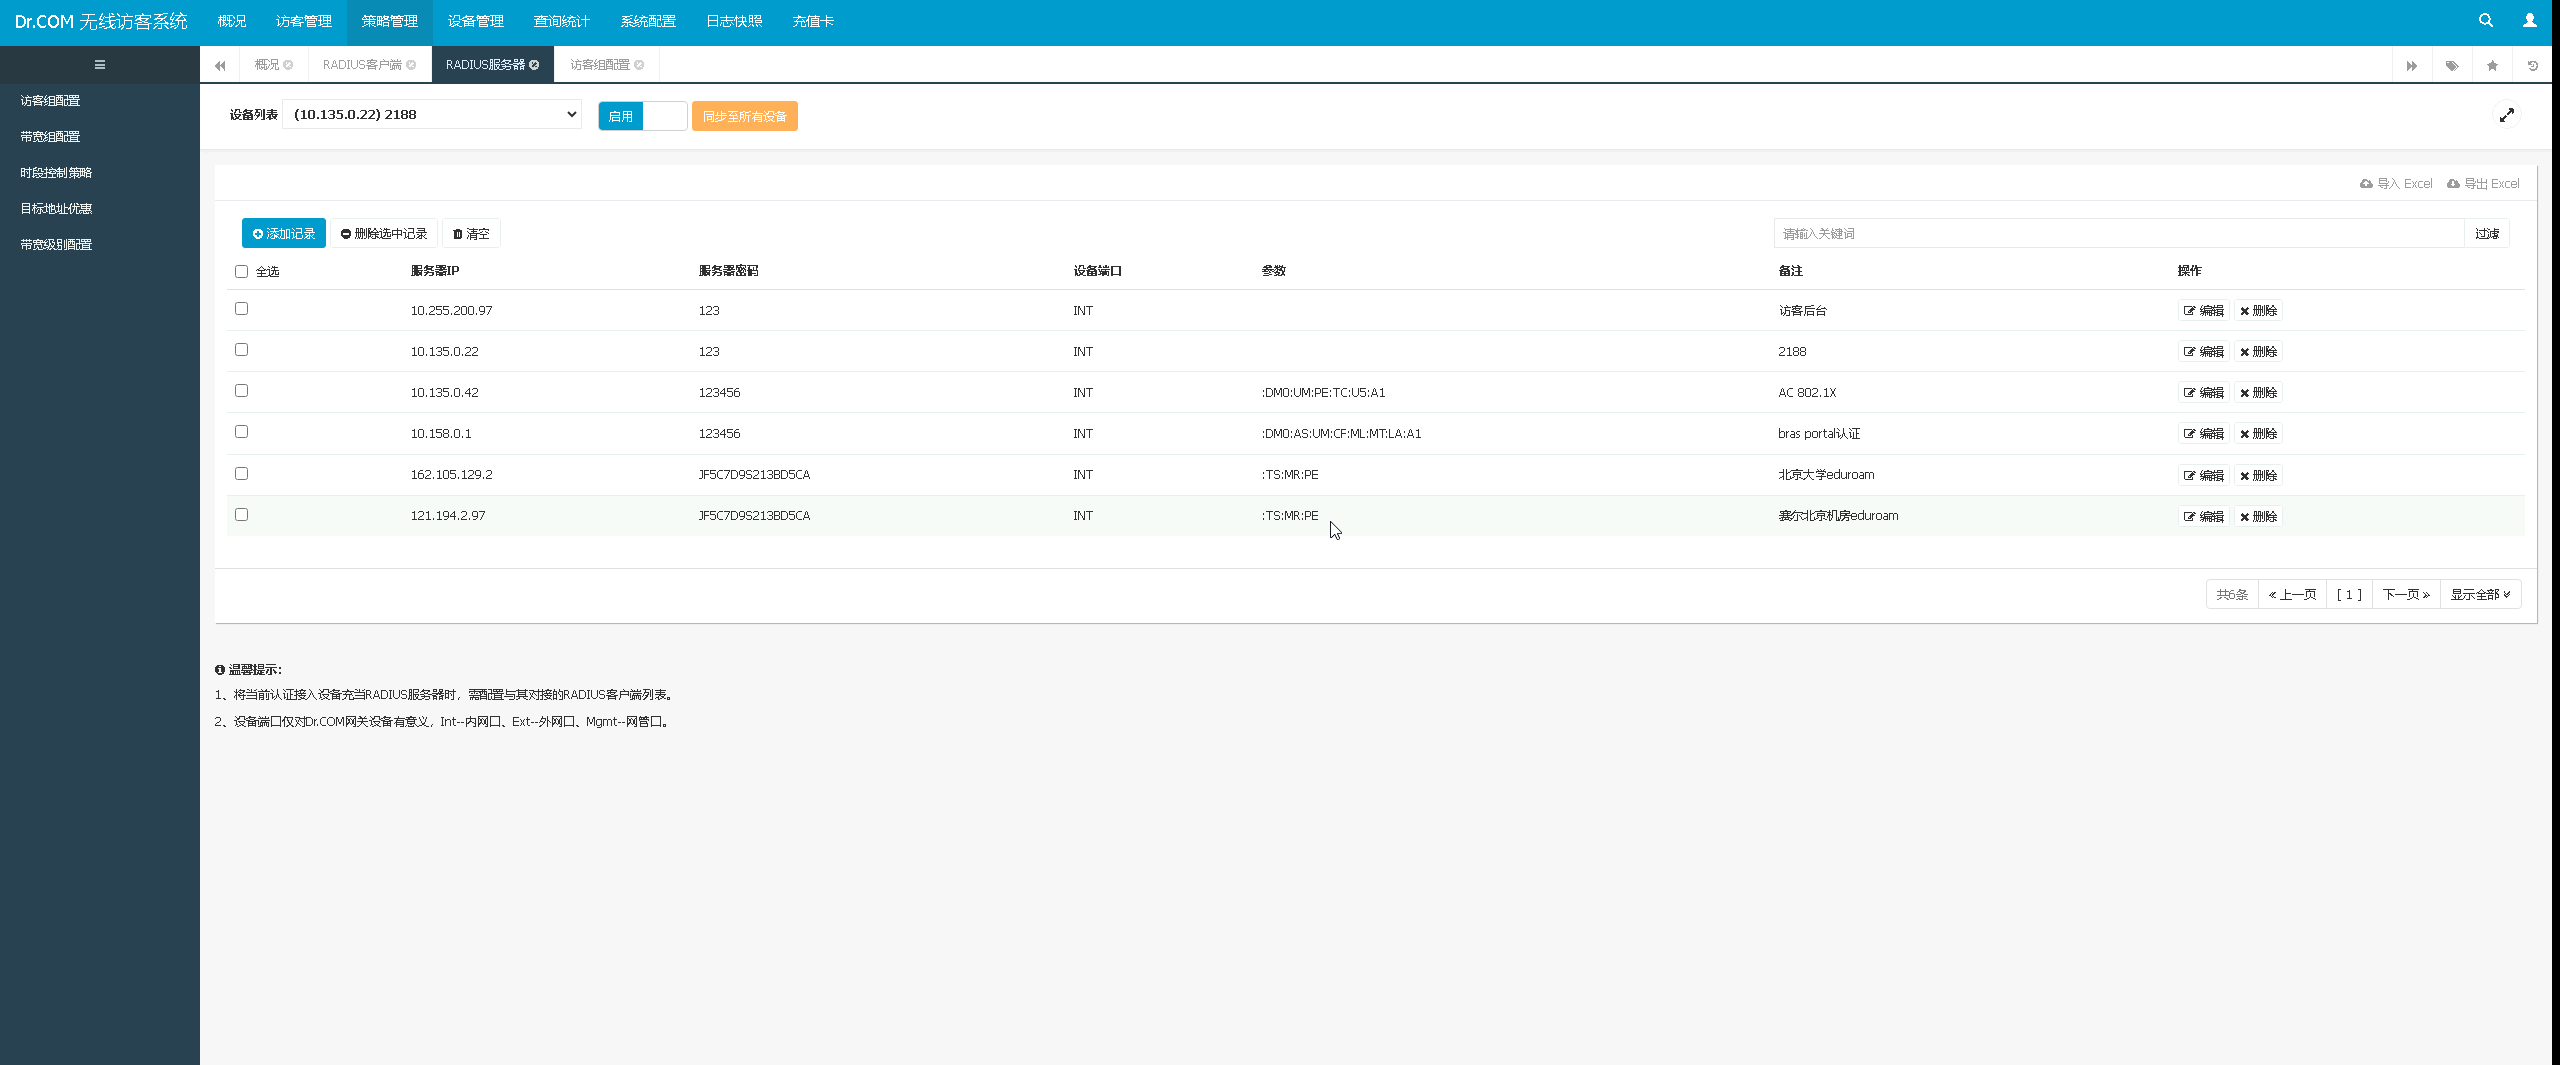 Dr.COM 无线访客系统 概况 访客管理 策略管理 设备管理 查询统计 系统配置 日志快照 充值卡
概况 RADIUS客户端 RADIUS服务器 访客组配置
访客组配置
带宽组配置
时段控制策略
目标地址优惠
带宽级别配置
设备列表 (10.135.0.22) 2188 启用 同步至所有设备
导入 Excel 导出 Excel
添加记录 删除选中记录 清空 请输入关键词 过滤
全选 服务器IP 服务器密码 设备端口 参数 备注 操作
10.255.200.97 123 INT 访客后台 编辑 删除
10.135.0.22 123 INT 2188 编辑 删除
10.135.0.42 123456 INT :DM0:UM:PE:TC:U5:A1 AC 802.1X 编辑 删除
10.158.0.1 123456 INT :DM0:AS:UM:CF:ML:MT:LA:A1 bras portal认证 编辑 删除
162.105.129.2 JF5C7D9S213BD5CA INT :TS:MR:PE 北京大学eduroam 编辑 删除
121.194.2.97 JF5C7D9S213BD5CA INT :TS:MR:PE 赛尔北京机房eduroam 编辑 删除
共6条 « 上一页 [ 1 ] 下一页 » 显示全部
温馨提示：
1、将当前认证接入设备充当RADIUS服务器时，需配置与其对接的RADIUS客户端列表。
2、设备端口仅对Dr.COM网关设备有意义，Int--内网口、Ext--外网口、Mgmt--网管口。